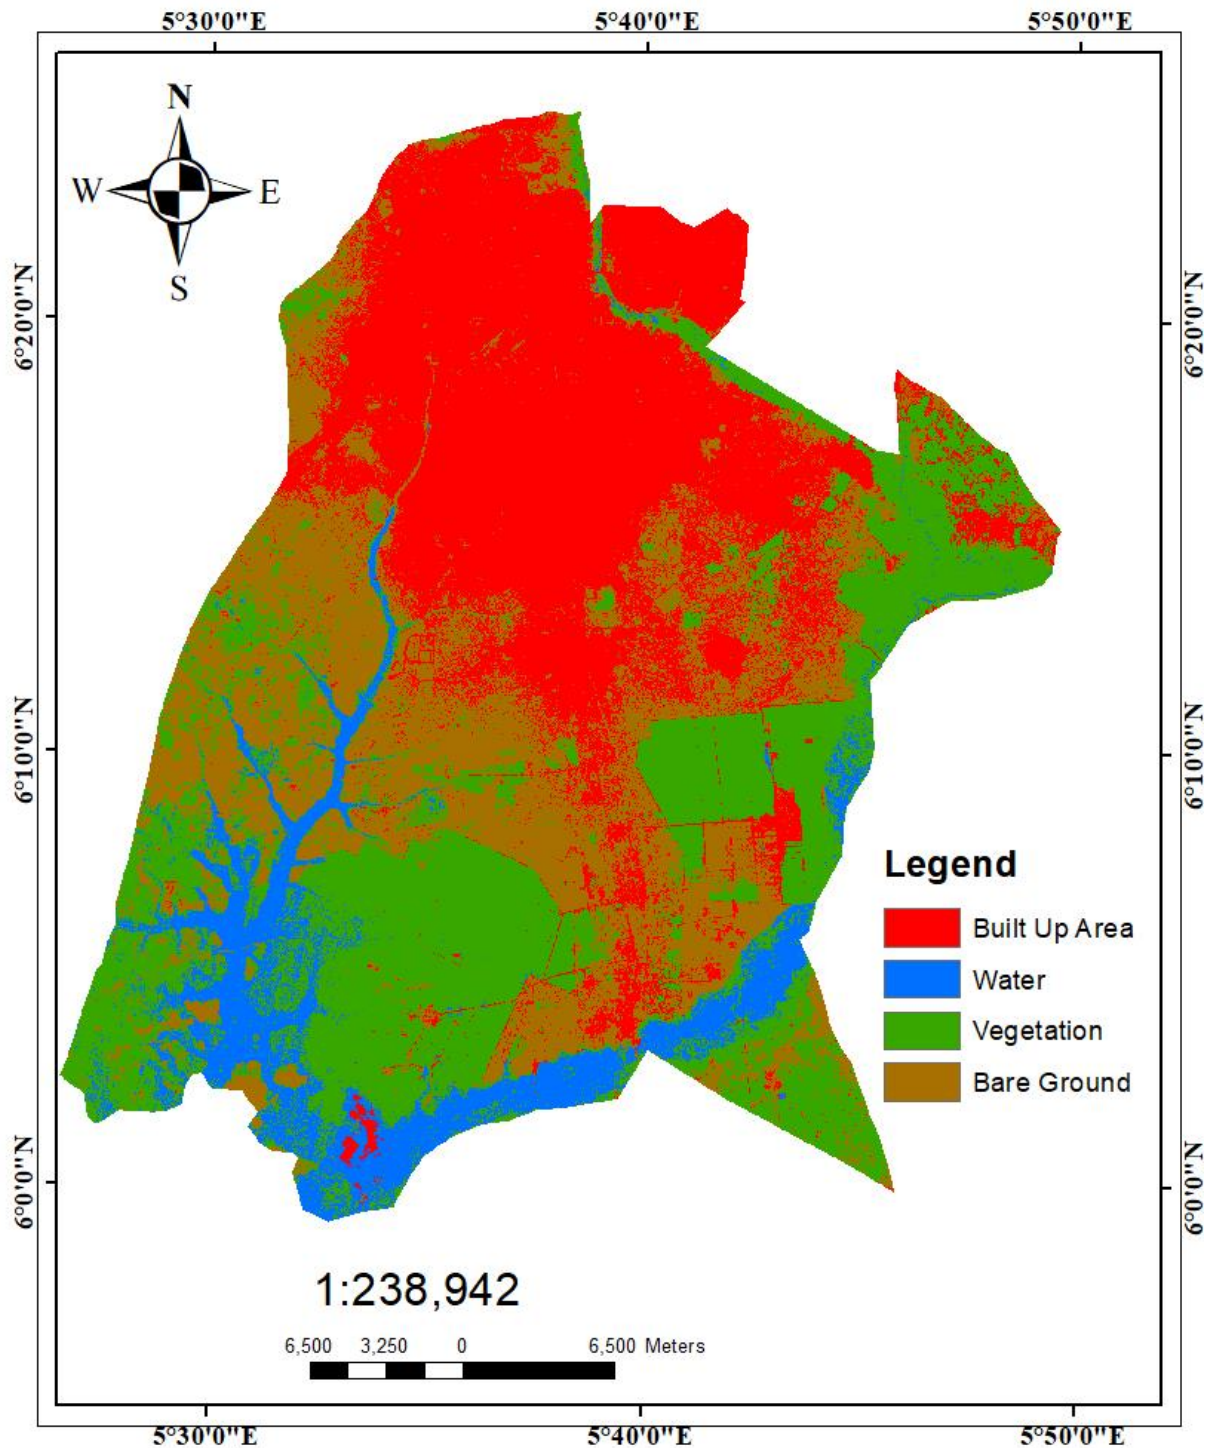 5°30'0"E 5°40'0"E 5°50'0"E
N
W E
S
6°20'0"N 6°20'0"N
6°10'0"N 6°10'0"N
Legend
Built Up Area
Water
Vegetation
Bare Ground
6°0'0"N 6°0'0"N
1:238,942
6,500 3,250 0 6,500 Meters
5°30'0"E 5°40'0"E 5°50'0"E